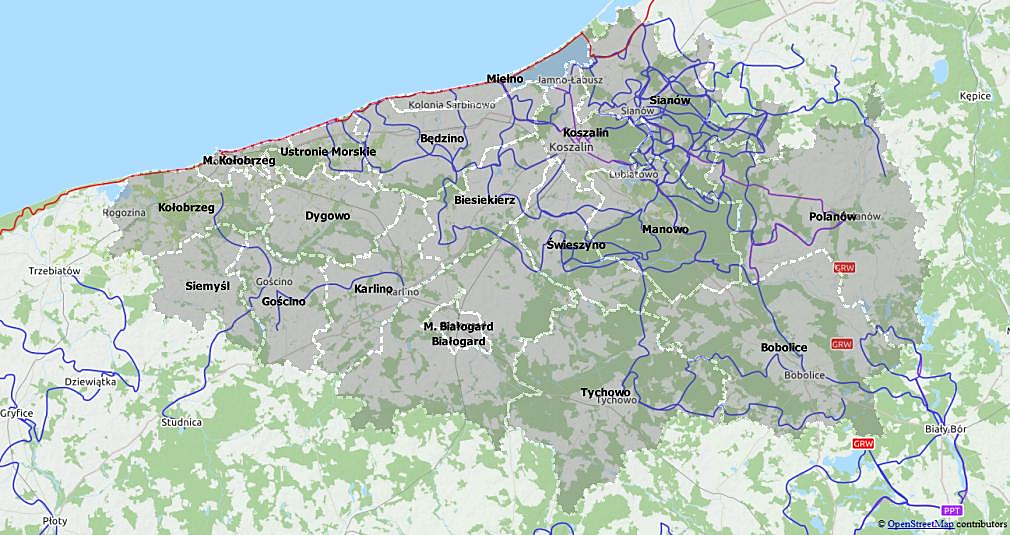 Kępice
Mielno
Jamno-Łabusz
Kolonia Sarbinowo
Sianów
Sianów
Będzino
Koszalin
Koszalin
Ustronie Morskie
M. Kołobrzeg
Lubiatowo
Rogozina
Kołobrzeg
Dygowo
Biesiekierz
Manowo
Polanów
Świeszyno
Trzebiatów
Siemyśl
Gościno
Gościno
Karlino
Karlino
GRW
M. Białogard
Białogard
GRW
Bobolice
Bobolice
Dziewiątka
Tychowo
Tychowo
Gryfice
Studnica
Biały Bór
GRW
Płoty
PPT
© OpenStreetMap contributors